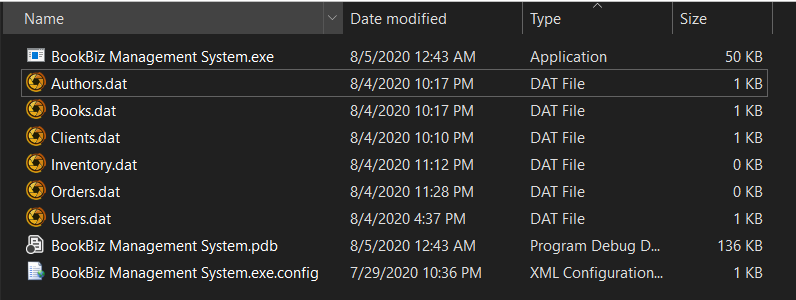 Name Date modified Type Size
BookBiz Management System.exe 8/5/2020 12:43 AM Application 50 KB
Authors.dat 8/4/2020 10:17 PM DAT File 1 KB
Books.dat 8/4/2020 10:17 PM DAT File 1 KB
Clients.dat 8/4/2020 10:10 PM DAT File 1 KB
Inventory.dat 8/4/2020 11:12 PM DAT File 0 KB
Orders.dat 8/4/2020 11:28 PM DAT File 0 KB
Users.dat 8/4/2020 4:37 PM DAT File 1 KB
BookBiz Management System.pdb 8/5/2020 12:43 AM Program Debug D... 136 KB
BookBiz Management System.exe.config 7/29/2020 10:36 PM XML Configuration... 1 KB